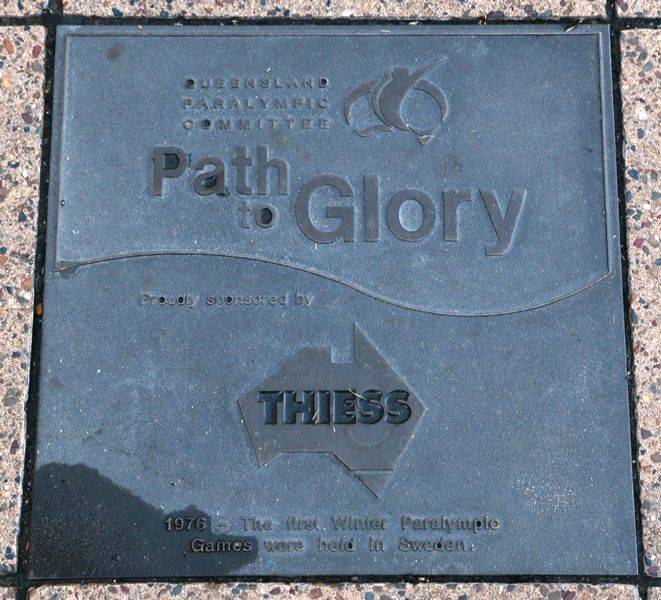 QUEENSLAND
PARALYMPIC
COMMITTEE
Path
to Glory
Proudly sponsored by
THIESS
1976 - The first Winter Paralympic
Games were held in Sweden.